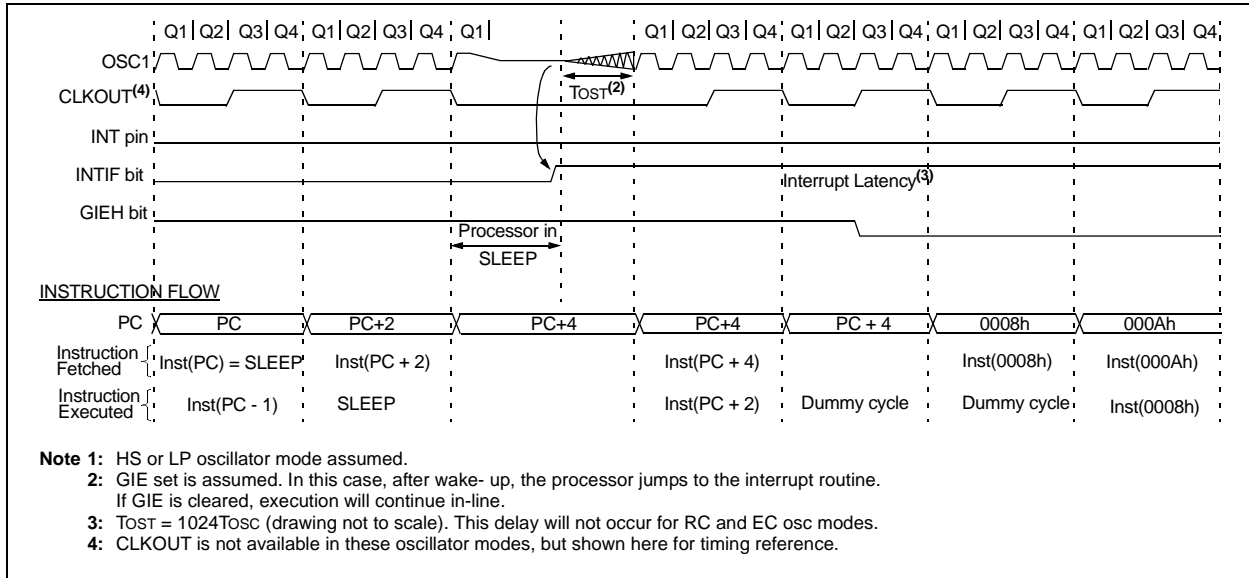 Q1 Q2 Q3 Q4 Q1 Q2 Q3 Q4 Q1 Q1 Q2 Q3 Q4 Q1 Q2 Q3 Q4 Q1 Q2 Q3 Q4 Q1 Q2 Q3 Q4
OSC1
TOST(2)
CLKOUT(4)
INT pin
INTIF bit
Interrupt Latency(3)
GIEH bit
Processor in
SLEEP
INSTRUCTION FLOW
PC PC PC+2 PC+4 PC+4 PC + 4 0008h 000Ah
Instruction
Fetched
Inst(PC) = SLEEP Inst(PC + 2) Inst(PC + 4) Inst(0008h) Inst(000Ah)
Instruction
Executed
Inst(PC - 1) SLEEP Inst(PC + 2) Dummy cycle Dummy cycle Inst(0008h)
Note 1: HS or LP oscillator mode assumed.
2: GIE set is assumed. In this case, after wake- up, the processor jumps to the interrupt routine.
If GIE is cleared, execution will continue in-line.
3: TOST = 1024TOSC (drawing not to scale). This delay will not occur for RC and EC osc modes.
4: CLKOUT is not available in these oscillator modes, but shown here for timing reference.